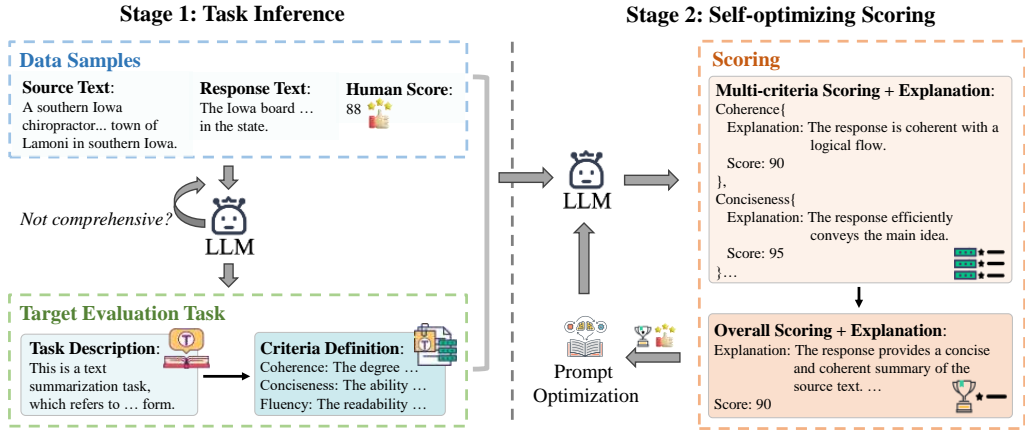 Stage 1: Task Inference
Data Samples
Source Text:
A southern Iowa
chiropractor... town of
Lamoni in southern Iowa.
Response Text:
The Iowa board …
in the state.
Human Score:
88
Not comprehensive?
LLM
Target Evaluation Task
Task Description:
This is a text
summarization task,
which refers to … form.
T
Criteria Definition:
Coherence: The degree …
Conciseness: The ability …
Fluency: The readability …
T
Stage 2: Self-optimizing Scoring
LLM
Prompt
Optimization
Scoring
Multi-criteria Scoring + Explanation:
Coherence{
Explanation: The response is coherent with a
logical flow.
Score: 90
},
Conciseness{
Explanation: The response efficiently
conveys the main idea.
Score: 95
}…
Overall Scoring + Explanation:
Explanation: The response provides a concise
and coherent summary of the
source text. …
Score: 90